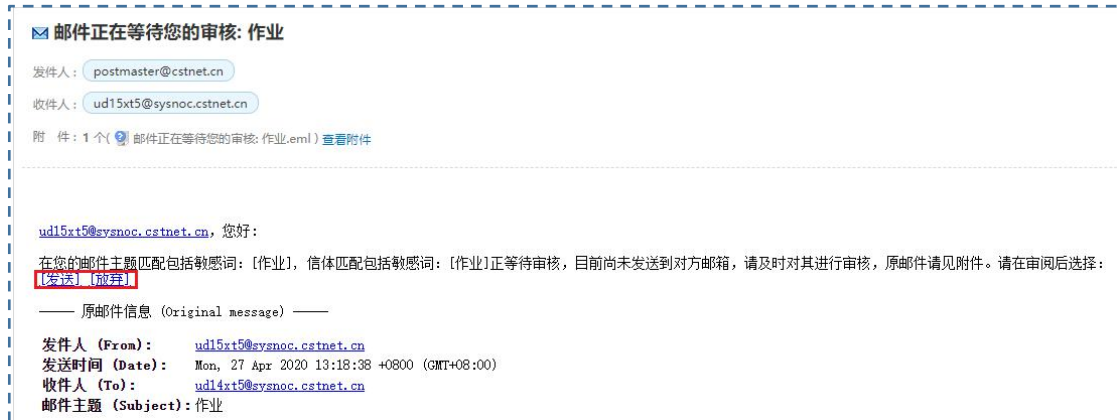 邮件正在等待您的审核: 作业
发件人： postmaster@cstnet.cn
收件人： ud15xt5@sysnoc.cstnet.cn
附 件：1 个( 邮件正在等待您的审核: 作业.eml ) 查看附件
ud15xt5@sysnoc.cstnet.cn，您好：
在您的邮件主题匹配包括敏感词：[作业]，信体匹配包括敏感词：[作业]正等待审核，目前尚未发送到对方邮箱，请及时对其进行审核，原邮件请见附件。请在审阅后选择：
[发送] [放弃]
—— 原邮件信息 (Original message) ——
发件人 (From)： ud15xt5@sysnoc.cstnet.cn
发送时间 (Date)： Mon, 27 Apr 2020 13:18:38 +0800 (GMT+08:00)
收件人 (To)： ud14xt5@sysnoc.cstnet.cn
邮件主题 (Subject)：作业